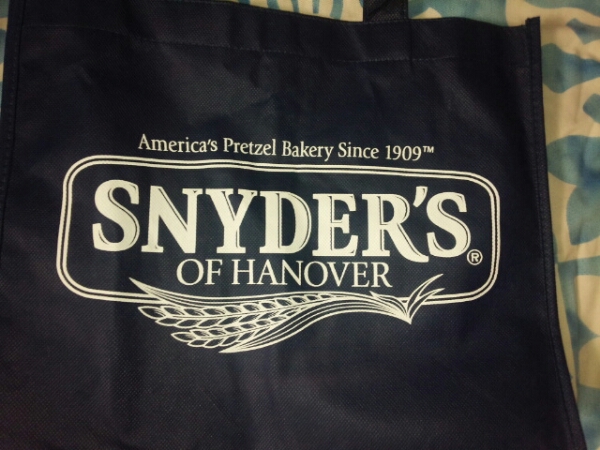 America's Pretzel Bakery Since 1909™
SNYDER'S
OF HANOVER®